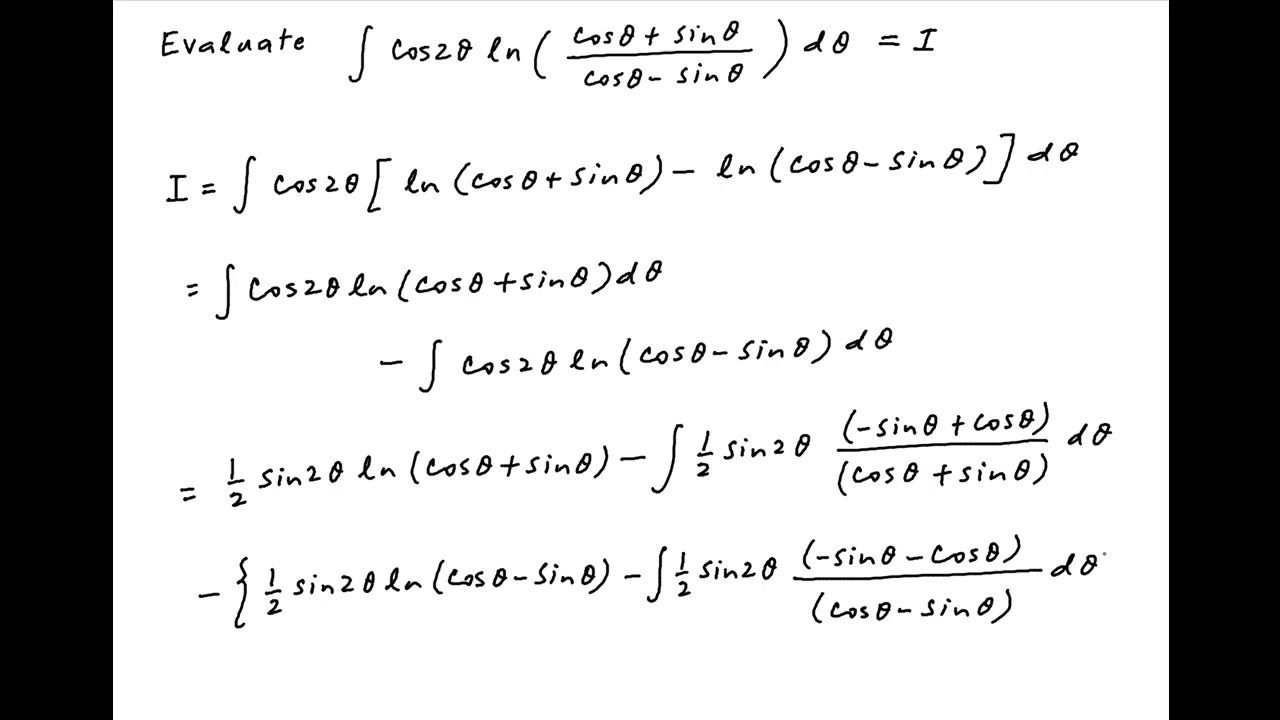 Evaluate ∫ cos2θ ln( (cosθ + sinθ)/(cosθ − sinθ) ) dθ = I
I = ∫ cos2θ [ ln (cosθ + sinθ) − ln (cosθ − sinθ) ] dθ
= ∫ cos2θ ln (cosθ + sinθ) dθ
− ∫ cos2θ ln (cosθ − sinθ) dθ
= 1/2 sin2θ ln (cosθ + sinθ) − ∫ 1/2 sin2θ (−sinθ + cosθ)/(cosθ + sinθ) dθ
− { 1/2 sin2θ ln (cosθ − sinθ) − ∫ 1/2 sin2θ (−sinθ − cosθ)/(cosθ − sinθ) dθ